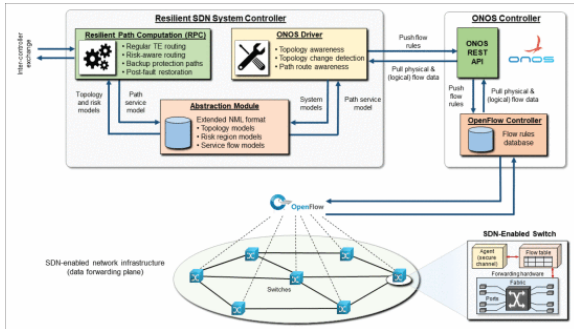 Resilient SDN System Controller
Resilient Path Computation (RPC)
• Regular TE routing
• Risk-aware routing
• Backup protection paths
• Post-fault restoration
ONOS Driver
• Topology awareness
• Topology change detection
• Path route awareness
Inter-controller
exchange
Topology
and risk
models
Path
service
model
System
models
Path service
model
Abstraction Module
Extended NML format
• Topology models
• Risk region models
• Service flow models
Push flow
rules
Pull physical &
(logical) flow data
ONOS Controller
ONOS
REST
API
onos
Push
flow
rules
Pull physical &
(logical) flow data
OpenFlow Controller
Flow rules
database
OpenFlow
SDN-enabled network infrastructure
(data forwarding plane)
Switches
SDN-Enabled Switch
Agent
(secure
channel)
Flow table
Forwarding hardware
Fabric
Ports